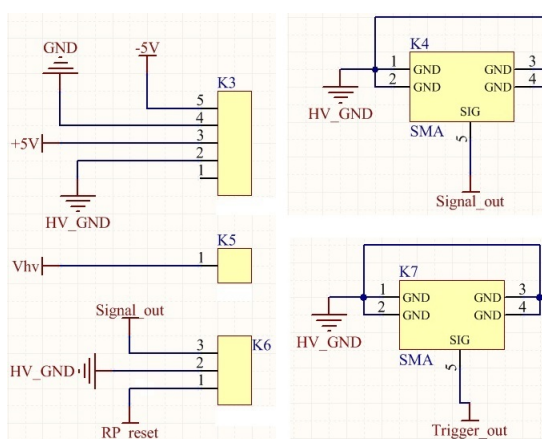 GND
-5V
K3
5
4
+5V
3
2
1
HV_GND
Vhv
1
K5
Signal_out
3
K6
HV_GND
2
1
RP_reset
K4
1 GND GND 3
2 GND GND 4
HV_GND
SIG
SMA
5
Signal_out
K7
1 GND GND 3
2 GND GND 4
HV_GND
SIG
SMA
5
Trigger_out